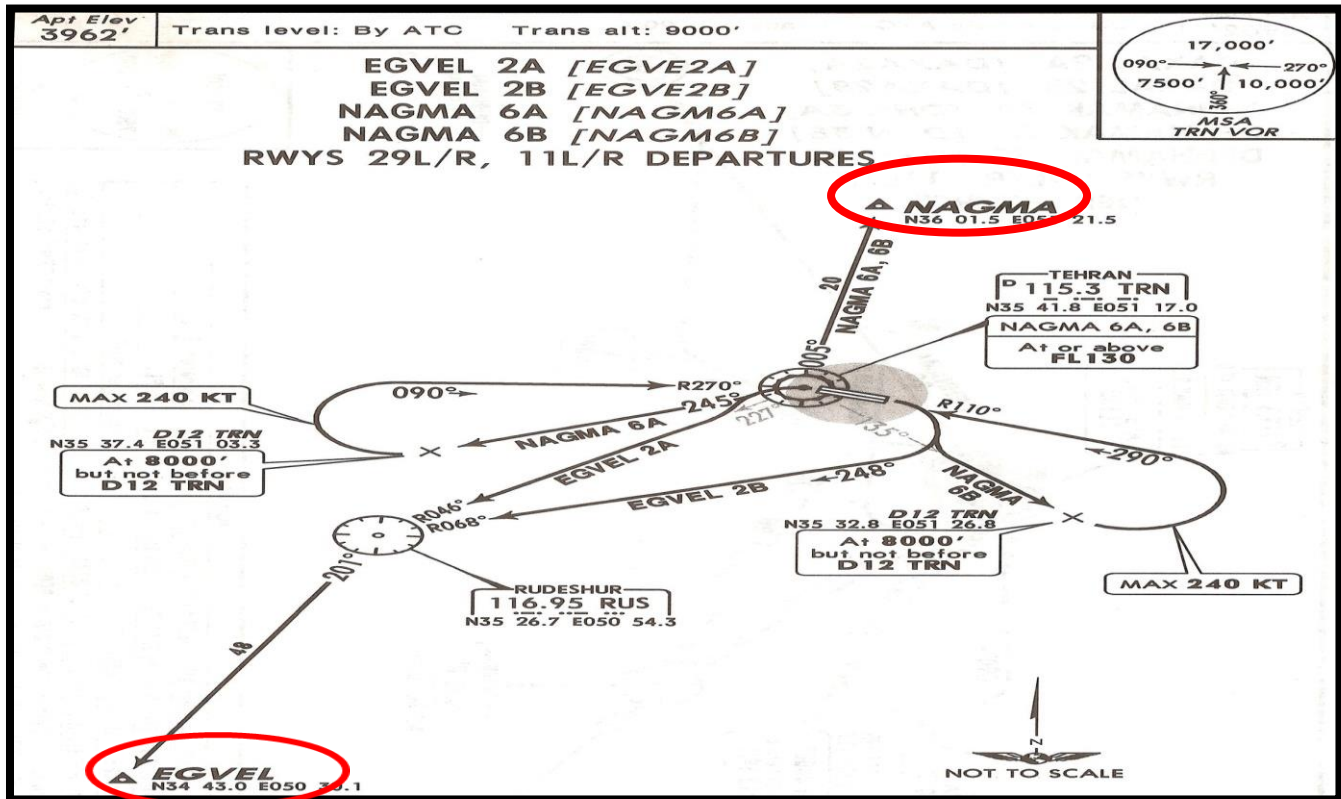 Apt Elev
3962'
Trans level: By ATC Trans alt: 9000'
17,000'
090° 270°
7500' 10,000'
360°
MSA
TRN VOR
EGVEL 2A [EGVE2A]
EGVEL 2B [EGVE2B]
NAGMA 6A [NAGM6A]
NAGMA 6B [NAGM6B]
RWYS 29L/R, 11L/R DEPARTURES
NAGMA
N36 01.5 E051 21.5
20
NAGMA 6A, 6B
005°
TEHRAN
D 115.3 TRN
N35 41.8 E051 17.0
NAGMA 6A, 6B
At or above
FL130
MAX 240 KT
090°
R270°
245°
227°
NAGMA 6A
D12 TRN
N35 37.4 E051 03.3
At 8000'
but not before
D12 TRN
EGVEL 2A
R110°
135°
290°
248°
EGVEL 2B
NAGMA
6B
R046°
R068°
D12 TRN
N35 32.8 E051 26.8
At 8000'
but not before
D12 TRN
MAX 240 KT
201°
RUDESHUR
116.95 RUS
N35 26.7 E050 54.3
48
EGVEL
N34 43.0 E050
N
NOT TO SCALE